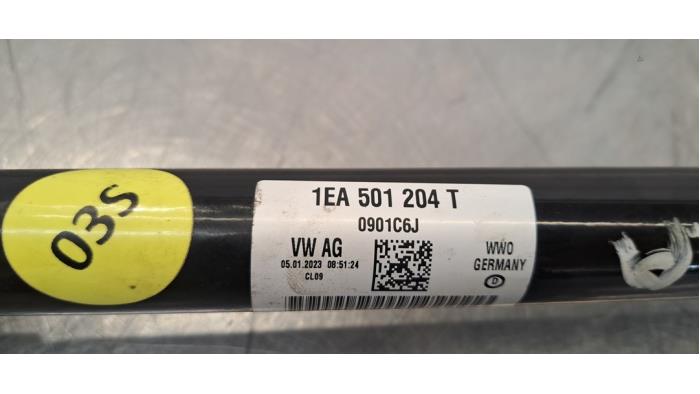 03S
1EA 501 204 T
0901C6J
VW AG
05.01.2023 08:51:24
CL09
WWO
GERMANY
D